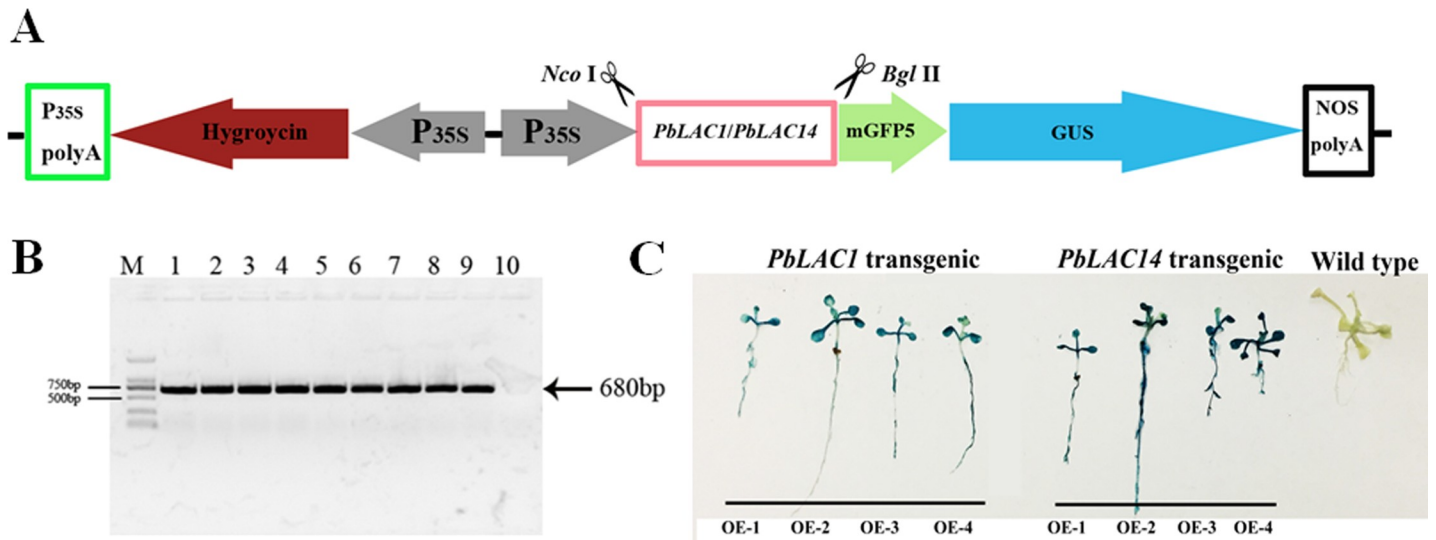 A
Nco I
Bgl II
P35S
polyA
Hygroycin
P35S
P35S
PbLAC1/PbLAC14
mGFP5
GUS
NOS
polyA
B
M 1 2 3 4 5 6 7 8 9 10
750bp
500bp
680bp
C
PbLAC1 transgenic PbLAC14 transgenic Wild type
OE-1 OE-2 OE-3 OE-4 OE-1 OE-2 OE-3 OE-4